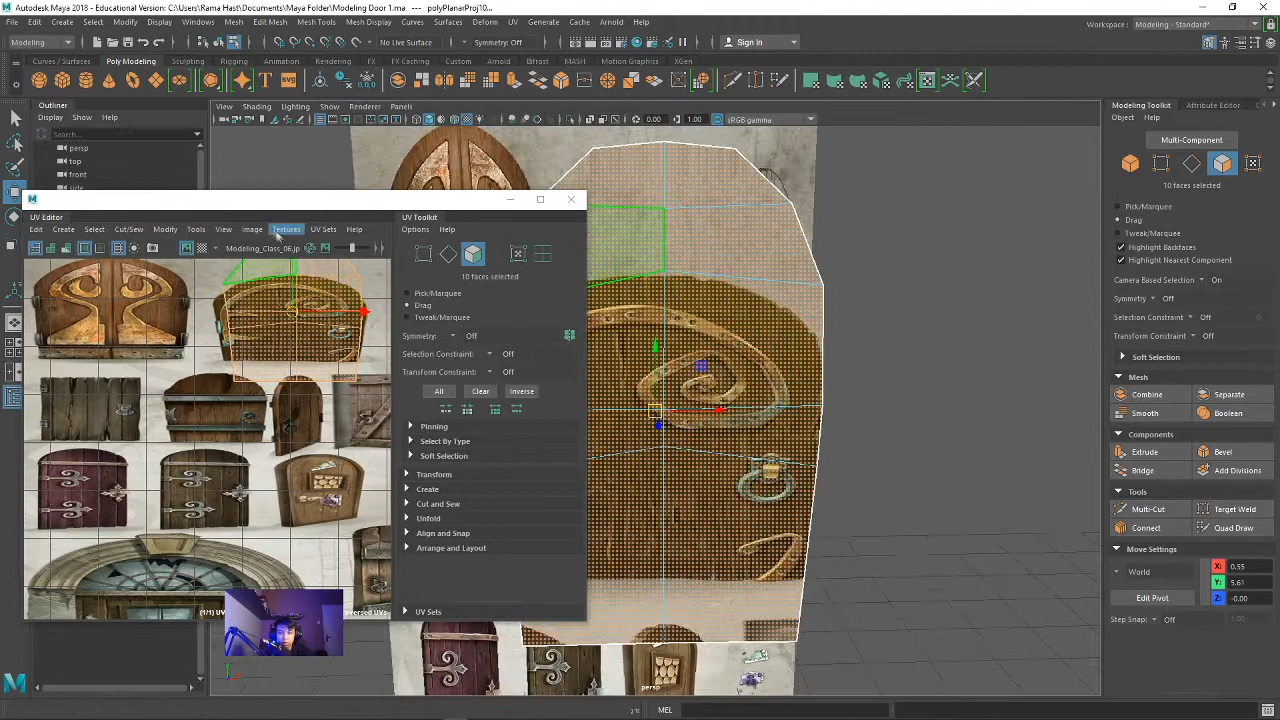 Autodesk Maya 2018 - Educational Version: C:\Users\Rama Hast\Documents\Maya Folder\Modeling Door 1.ma --- polyPlanarProj10...
File Edit Create Select Modify Display Windows Mesh Edit Mesh Mesh Tools Mesh Display Curves Surfaces Deform UV Generate Cache Arnold Help
Workspace : Modeling - Standard*
Modeling No Live Surface Symmetry: Off Sign In
Curves / Surfaces Poly Modeling Sculpting Rigging Animation Rendering FX FX Caching Custom Arnold Bifrost MASH Motion Graphics XGen
Outliner
Display Show Help
Search...
persp
top
front
side
View Shading Lighting Show Renderer Panels
0.00 1.00 sRGB gamma
UV Editor
Edit Create Select Cut/Sew Modify Tools View Image Textures UV Sets Help
Modeling_Class_06.jp
UV Toolkit
Options Help
10 faces selected
Pick/Marquee
Drag
Tweak/Marquee
Symmetry: Off
Selection Constraint: Off
Transform Constraint: Off
All Clear Inverse
Pinning
Select By Type
Soft Selection
Transform
Create
Cut and Sew
Unfold
Align and Snap
Arrange and Layout
UV Sets
(1/1) UV
persp
Modeling Toolkit Attribute Editor
Object Help
Multi-Component
10 faces selected
Pick/Marquee
Drag
Tweak/Marquee
Highlight Backfaces
Highlight Nearest Component
Camera Based Selection On
Symmetry Off
Selection Constraint: Off
Transform Constraint: Off
Soft Selection
Mesh
Combine Separate
Smooth Boolean
Components
Extrude Bevel
Bridge Add Divisions
Tools
Multi-Cut Target Weld
Connect Quad Draw
Move Settings
World
X: 0.55
Y: 5.61
Z: -0.00
Edit Pivot
Step Snap: Off
MEL